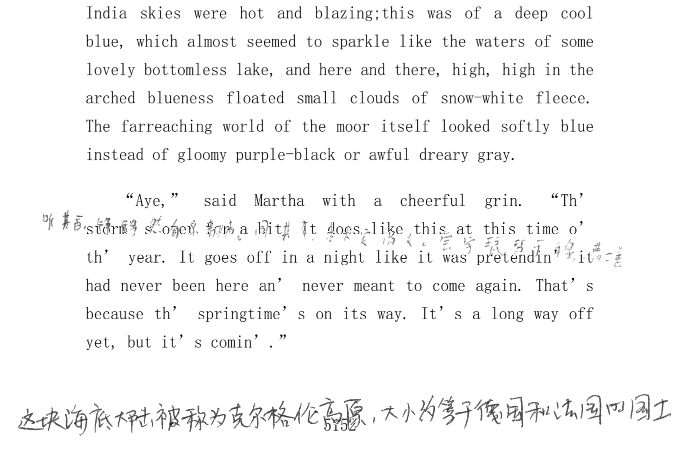 India skies were hot and blazing;this was of a deep cool
blue, which almost seemed to sparkle like the waters of some
lovely bottomless lake, and here and there, high, high in the
arched blueness floated small clouds of snow-white fleece.
The farreaching world of the moor itself looked softly blue
instead of gloomy purple-black or awful dreary gray.
“Aye,” said Martha with a cheerful grin. “Th’
storm’s over for a bit. It does like this at this time o’
th’ year. It goes off in a night like it was pretendin’ it
had never been here an’ never meant to come again. That’s
because th’ springtime’s on its way. It’s a long way off
yet, but it’s comin’.”
这块海底大陆被称为克尔格伦高原,大小约等于德国和法国的国土